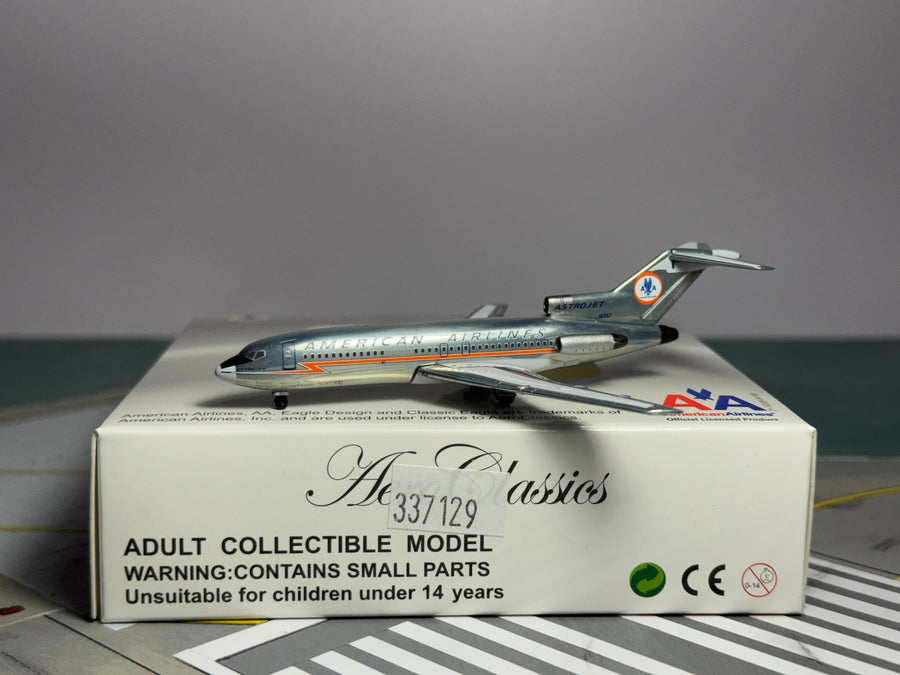 ASTROJET
AMERICAN AIRLINES
ASTROJET
AA
American Airlines, AA. Eagle Design and Classic Eagle are trademarks of
American Airlines, Inc. and are used under license to AeroClassics.
AA
AmericanAirlines®
Official Licensed Product
AeroClassics
337129
ADULT COLLECTIBLE MODEL
WARNING:CONTAINS SMALL PARTS
Unsuitable for children under 14 years
CE
0-14